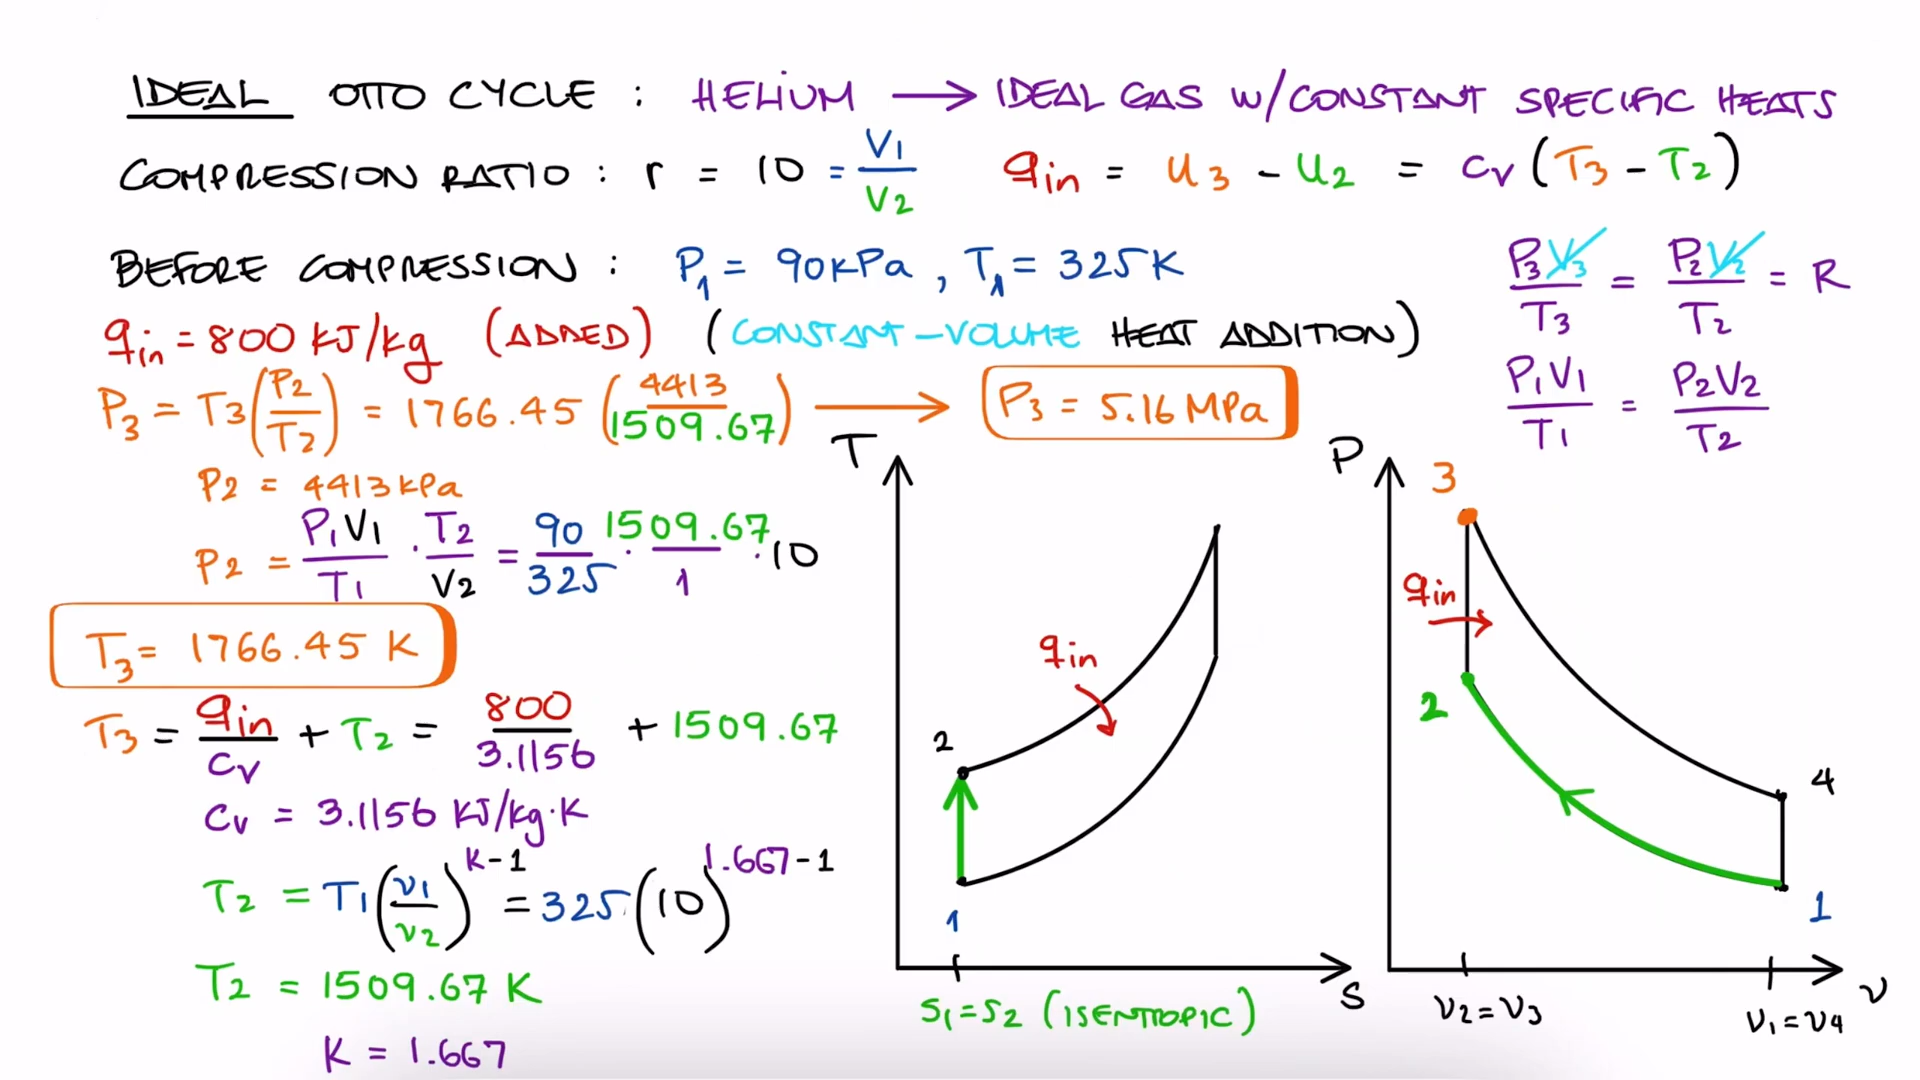 IDEAL OTTO CYCLE : HELIUM → IDEAL GAS W/CONSTANT SPECIFIC HEATS
COMPRESSION RATIO : r = 10 = V1/V2
qin = U3 - U2 = Cv (T3 - T2)
BEFORE COMPRESSION : P1 = 90kPa, T1 = 325K
qin = 800 KJ/kg (ADDED) (CONSTANT-VOLUME HEAT ADDITION)
P3V3/T3 = P2V2/T2 = R
P1V1/T1 = P2V2/T2
P3 = T3(P2/T2) = 1766.45 (4413/1509.67) → P3 = 5.16 MPa
P2 = 4413 kPa
P2 = P1V1/T1 · T2/V2 = 90/325 · 1509.67/1 · 10
T3 = 1766.45 K
T3 = qin/Cv + T2 = 800/3.1156 + 1509.67
Cv = 3.1156 KJ/kg·K
T2 = T1(v1/v2)^K-1 = 325(10)^1.667-1
T2 = 1509.67 K
K = 1.667
T
qin
2
1
S
S1=S2 (ISENTROPIC)
P
3
qin
2
4
1
v2=v3
v1=v4
v